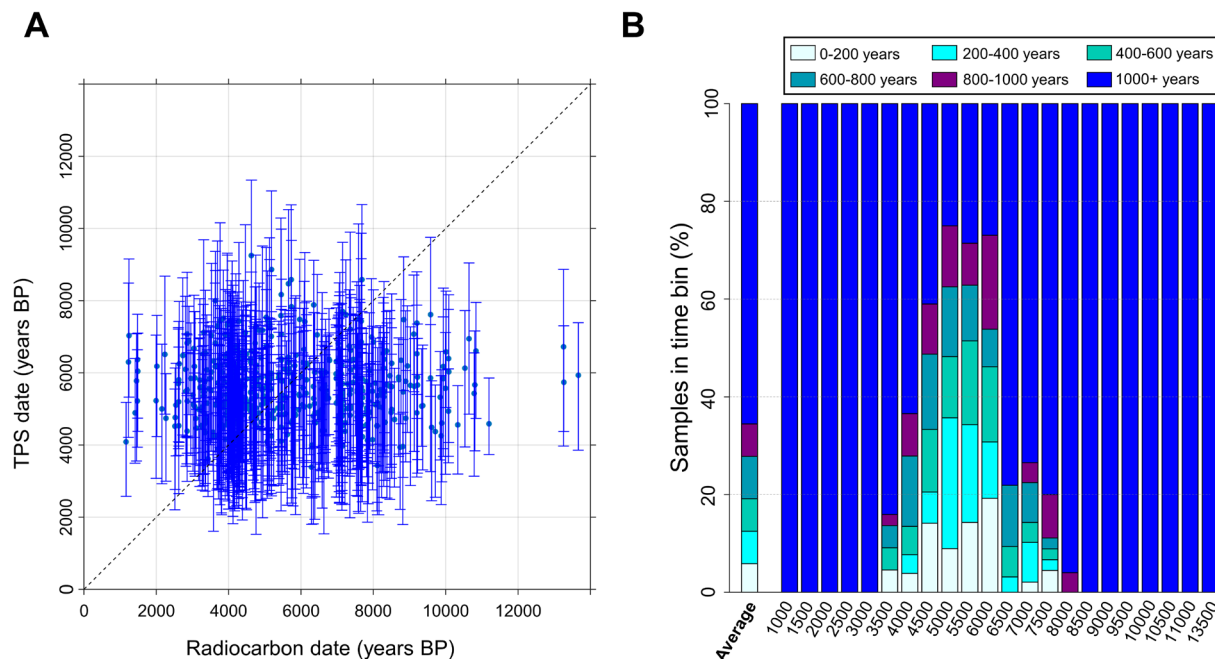 A
TPS date (years BP)
12000
10000
8000
6000
4000
2000
0
0 2000 4000 6000 8000 10000 12000
Radiocarbon date (years BP)
B
0-200 years 200-400 years 400-600 years
600-800 years 800-1000 years 1000+ years
Samples in time bin (%)
100
80
60
40
20
0
Average 1000 1500 2000 2500 3000 3500 4000 4500 5000 5500 6000 6500 7000 7500 8000 8500 9000 9500 10000 10500 11000 13500